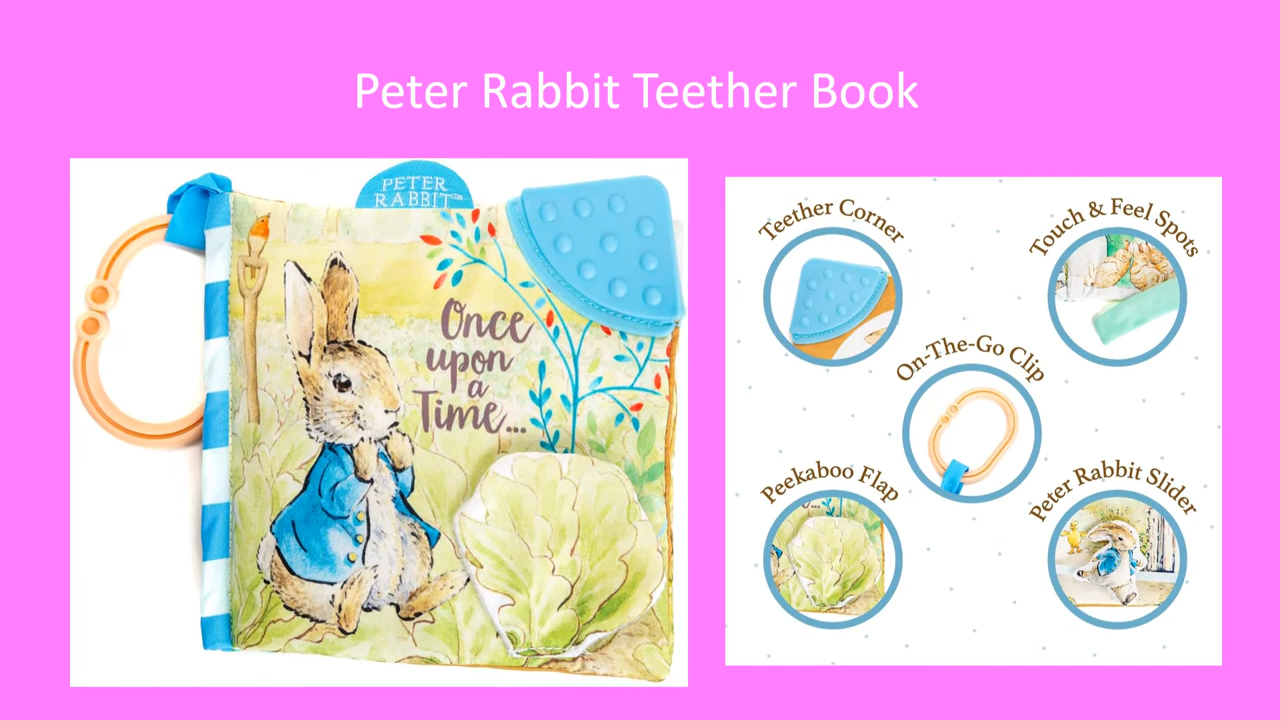 Peter Rabbit Teether Book
PETER
RABBIT™
Once
upon
a
Time...
Teether Corner
Touch & Feel Spots
On-The-Go Clip
Peekaboo Flap
Peter Rabbit Slider